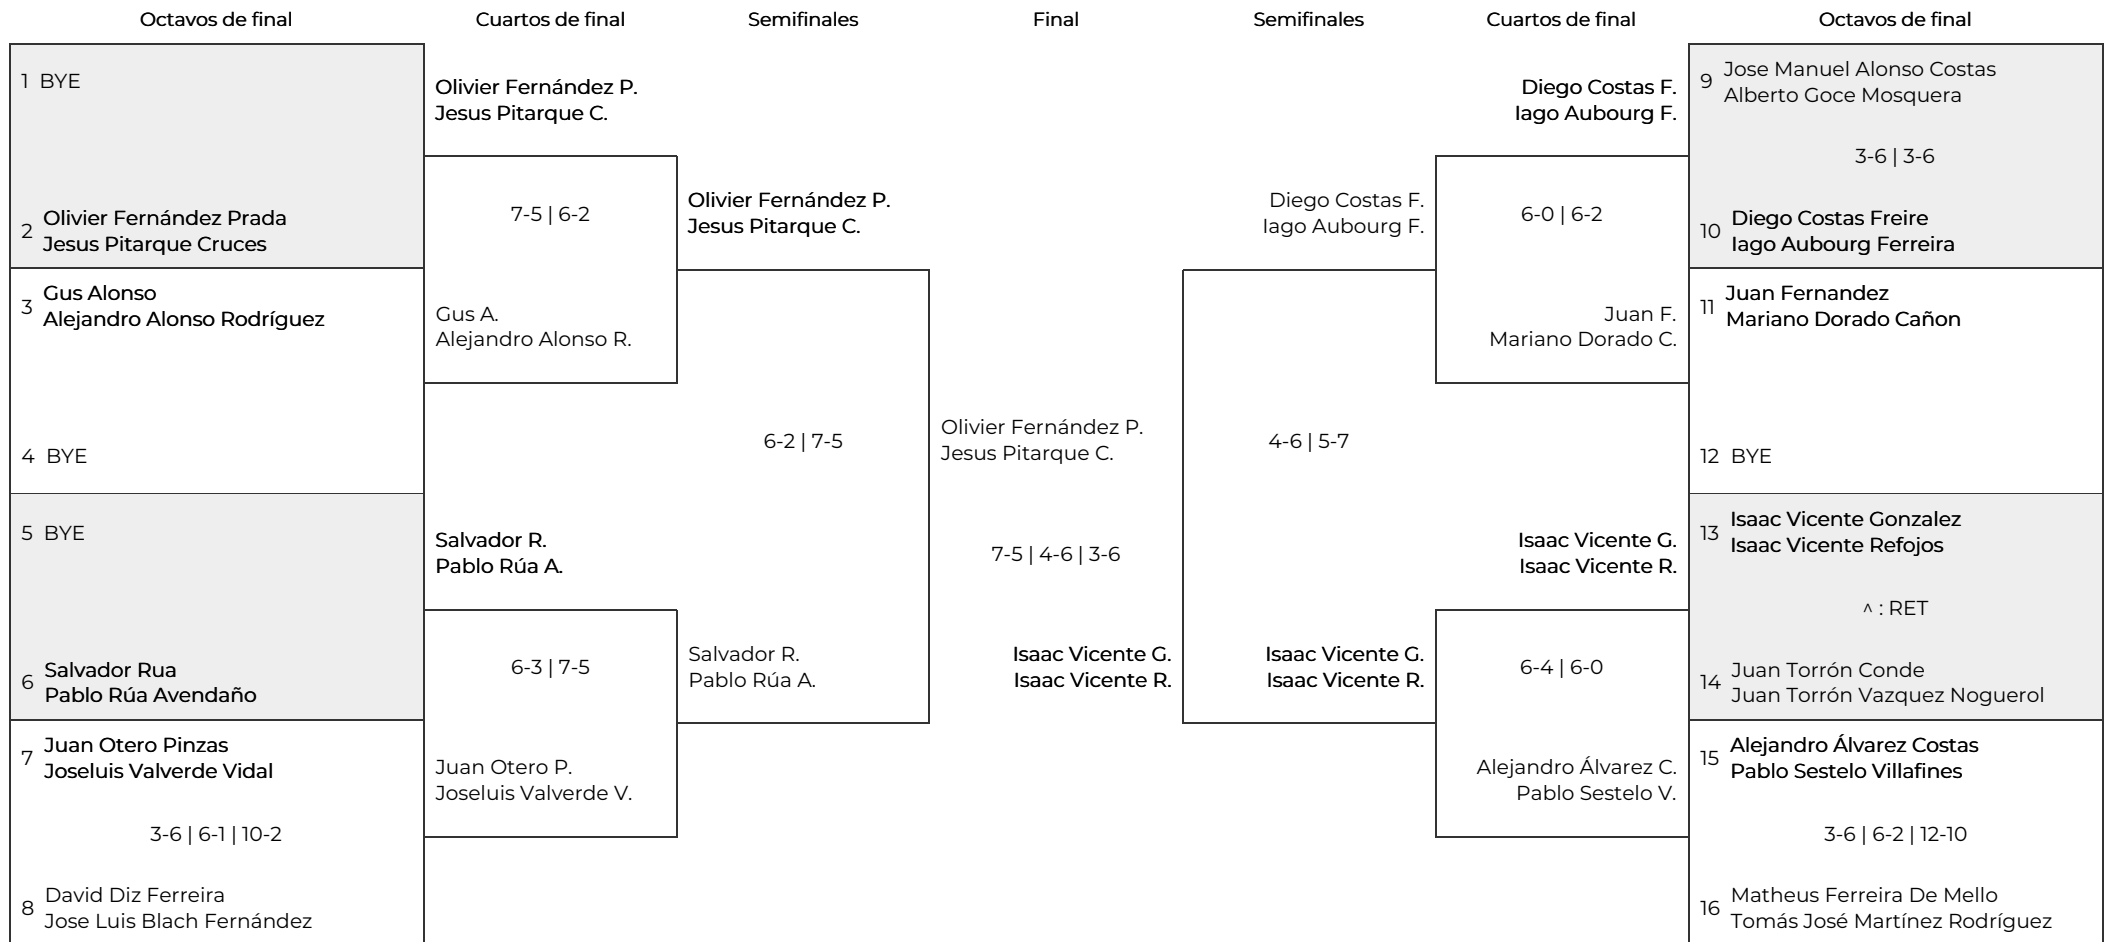 Octavos de final
Cuartos de final
Semifinales
Final
Semifinales
Cuartos de final
Octavos de final
1 BYE
2 Olivier Fernández Prada
Jesus Pitarque Cruces
3 Gus Alonso
Alejandro Alonso Rodríguez
4 BYE
5 BYE
6 Salvador Rua
Pablo Rúa Avendaño
7 Juan Otero Pinzas
Joseluis Valverde Vidal
3-6 | 6-1 | 10-2
8 David Diz Ferreira
Jose Luis Blach Fernández
Olivier Fernández P.
Jesus Pitarque C.
7-5 | 6-2
Gus A.
Alejandro Alonso R.
Salvador R.
Pablo Rúa A.
6-3 | 7-5
Juan Otero P.
Joseluis Valverde V.
Olivier Fernández P.
Jesus Pitarque C.
6-2 | 7-5
Salvador R.
Pablo Rúa A.
Olivier Fernández P.
Jesus Pitarque C.
7-5 | 4-6 | 3-6
Isaac Vicente G.
Isaac Vicente R.
Diego Costas F.
Iago Aubourg F.
4-6 | 5-7
Isaac Vicente G.
Isaac Vicente R.
Diego Costas F.
Iago Aubourg F.
6-0 | 6-2
Juan F.
Mariano Dorado C.
Isaac Vicente G.
Isaac Vicente R.
6-4 | 6-0
Alejandro Álvarez C.
Pablo Sestelo V.
9 Jose Manuel Alonso Costas
Alberto Goce Mosquera
3-6 | 3-6
10 Diego Costas Freire
Iago Aubourg Ferreira
11 Juan Fernandez
Mariano Dorado Cañon
12 BYE
13 Isaac Vicente Gonzalez
Isaac Vicente Refojos
^ : RET
14 Juan Torrón Conde
Juan Torrón Vazquez Noguerol
15 Alejandro Álvarez Costas
Pablo Sestelo Villafines
3-6 | 6-2 | 12-10
16 Matheus Ferreira De Mello
Tomás José Martínez Rodríguez